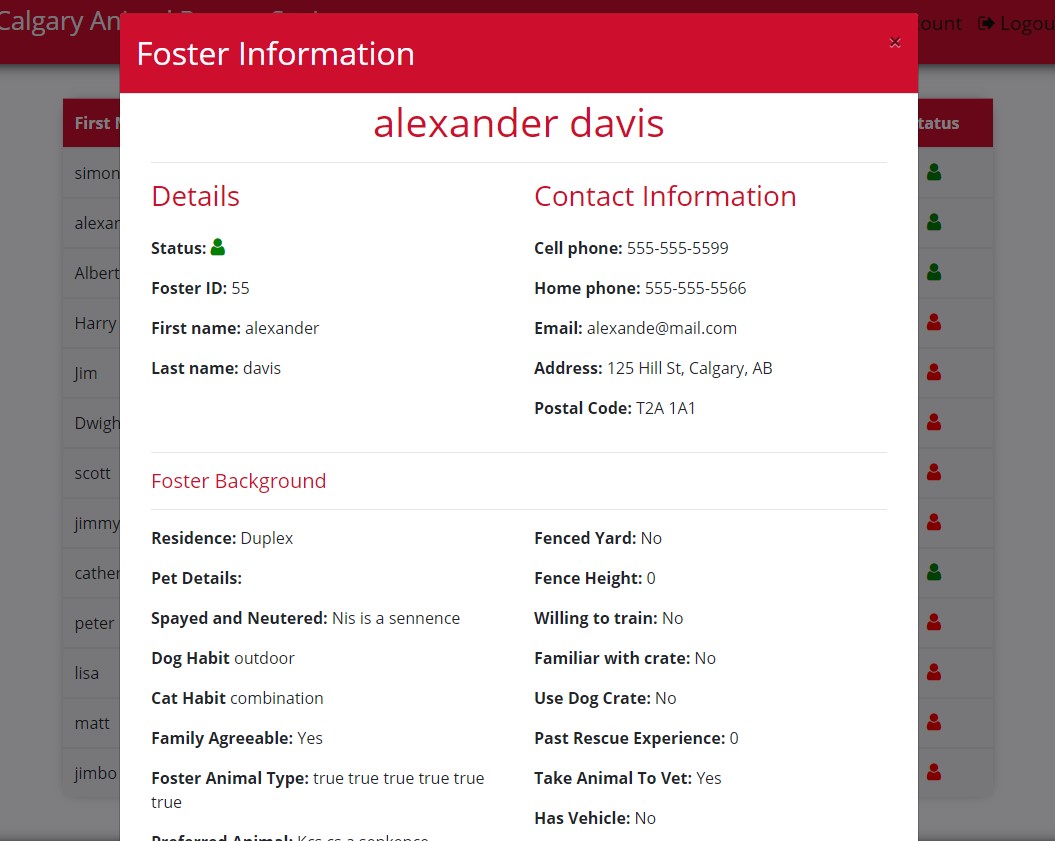 Calgary An
ount Logou
Foster Information
×
First
tatus
simon
alexar
Albert
Harry
Jim
Dwigh
scott
jimmy
cather
peter
lisa
matt
jimbo
alexander davis
Details
Status:
Foster ID: 55
First name: alexander
Last name: davis
Contact Information
Cell phone: 555-555-5599
Home phone: 555-555-5566
Email: alexande@mail.com
Address: 125 Hill St, Calgary, AB
Postal Code: T2A 1A1
Foster Background
Residence: Duplex
Pet Details:
Spayed and Neutered: Nis is a sennence
Dog Habit outdoor
Cat Habit combination
Family Agreeable: Yes
Foster Animal Type: true true true true true
true
Preferred Animal: Kcs cs a senkence
Fenced Yard: No
Fence Height: 0
Willing to train: No
Familiar with crate: No
Use Dog Crate: No
Past Rescue Experience: 0
Take Animal To Vet: Yes
Has Vehicle: No